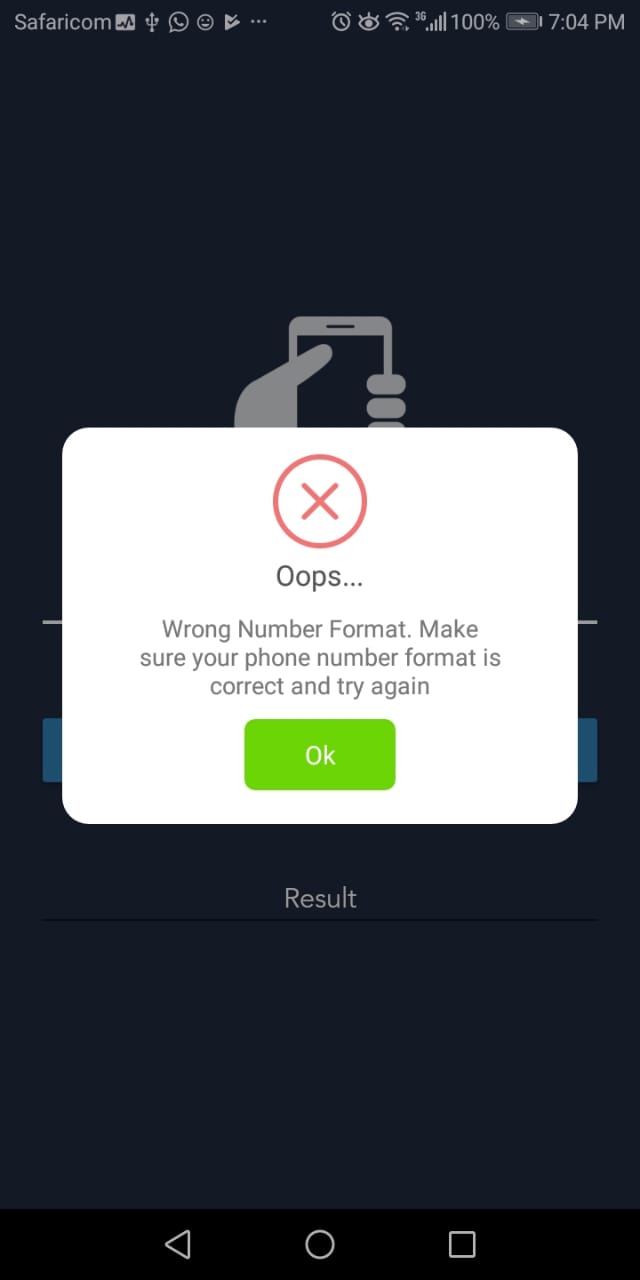 Safaricom 3G 100% 7:04 PM
Oops...
Wrong Number Format. Make
sure your phone number format is
correct and try again
Ok
Result